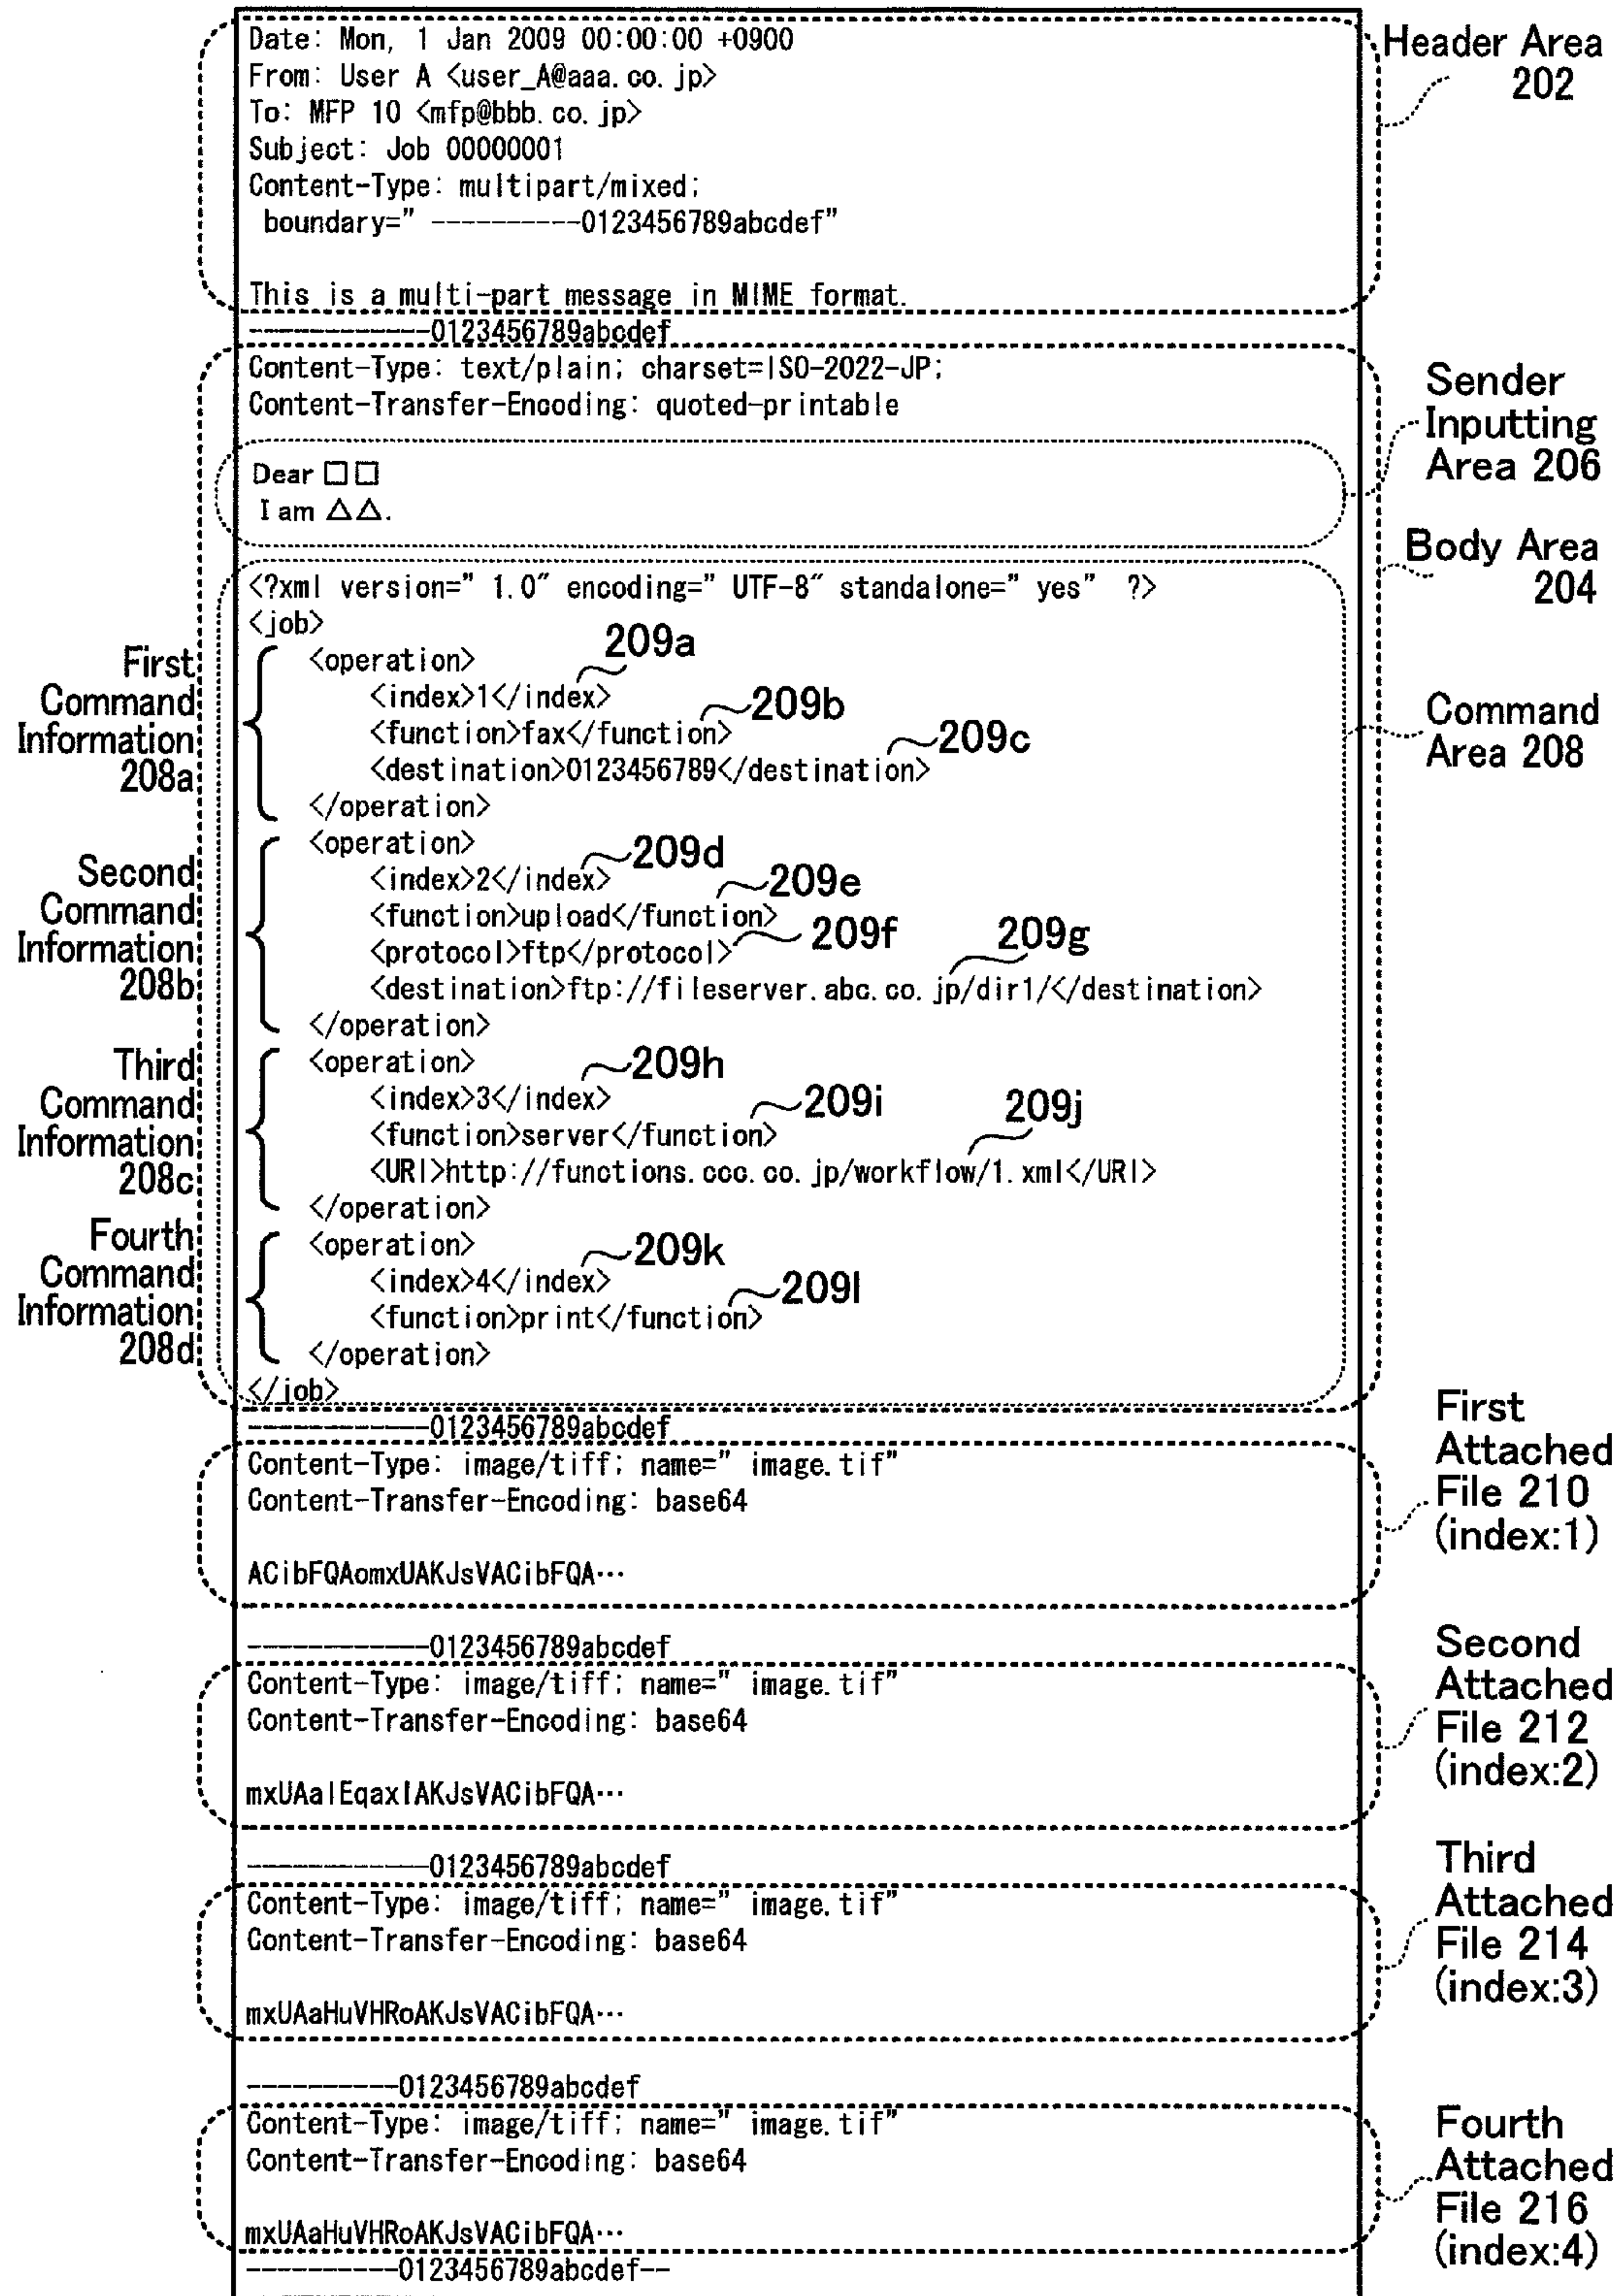 Date: Mon, 1 Jan 2009 00:00:00 +0900
From: User A <user_A@aaa.co.jp>
To: MFP 10 <mfp@bbb.co.jp>
Subject: Job 00000001
Content-Type: multipart/mixed;
boundary=" ----------0123456789abcdef"
This is a multi-part message in MIME format.
Header Area
202
------------0123456789abcdef
Content-Type: text/plain; charset=ISO-2022-JP;
Content-Transfer-Encoding: quoted-printable
Dear □□
I am △△.
Sender
Inputting
Area 206
Body Area
204
<?xml version=" 1.0" encoding=" UTF-8" standalone=" yes" ?>
<job>
First
Command
Information
208a
<operation>
<index>1</index> 209a
<function>fax</function> 209b
<destination>0123456789</destination> 209c
</operation>
Command
Area 208
Second
Command
Information
208b
<operation>
<index>2</index> 209d
<function>upload</function> 209e
<protocol>ftp</protocol> 209f
<destination>ftp://fileserver.abc.co.jp/dir1/</destination> 209g
</operation>
Third
Command
Information
208c
<operation>
<index>3</index> 209h
<function>server</function> 209i
<URI>http://functions.ccc.co.jp/workflow/1.xml</URI> 209j
</operation>
Fourth
Command
Information
208d
<operation>
<index>4</index> 209k
<function>print</function> 209l
</operation>
</job>
------------0123456789abcdef
Content-Type: image/tiff; name=" image.tif"
Content-Transfer-Encoding: base64
ACibFQAomxUAKJsVACibFQA…
First
Attached
File 210
(index:1)
------------0123456789abcdef
Content-Type: image/tiff; name=" image.tif"
Content-Transfer-Encoding: base64
mxUAalEqaxIAKJsVACibFQA…
Second
Attached
File 212
(index:2)
------------0123456789abcdef
Content-Type: image/tiff; name=" image.tif"
Content-Transfer-Encoding: base64
mxUAaHuVHRoAKJsVACibFQA…
Third
Attached
File 214
(index:3)
----------0123456789abcdef
Content-Type: image/tiff; name=" image.tif"
Content-Transfer-Encoding: base64
mxUAaHuVHRoAKJsVACibFQA…
Fourth
Attached
File 216
(index:4)
----------0123456789abcdef--